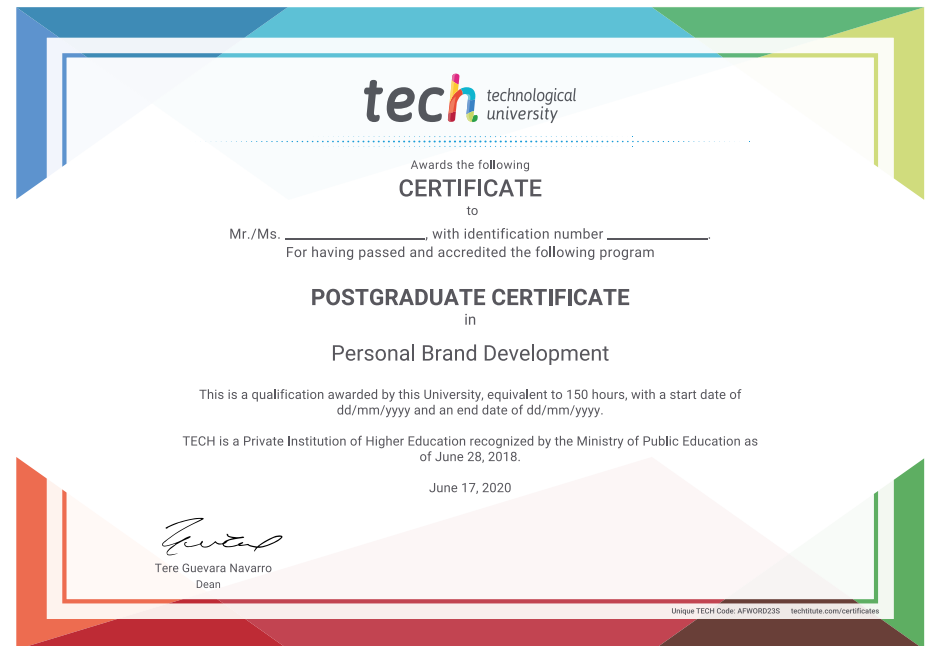 tech technological
university
Awards the following
CERTIFICATE
to
Mr./Ms. ____________________, with identification number ______________.
For having passed and accredited the following program
POSTGRADUATE CERTIFICATE
in
Personal Brand Development
This is a qualification awarded by this University, equivalent to 150 hours, with a start date of
dd/mm/yyyy and an end date of dd/mm/yyyy.
TECH is a Private Institution of Higher Education recognized by the Ministry of Public Education as
of June 28, 2018.
June 17, 2020
Tere Guevara Navarro
Dean
Unique TECH Code: AFWORD23S techtitute.com/certificates